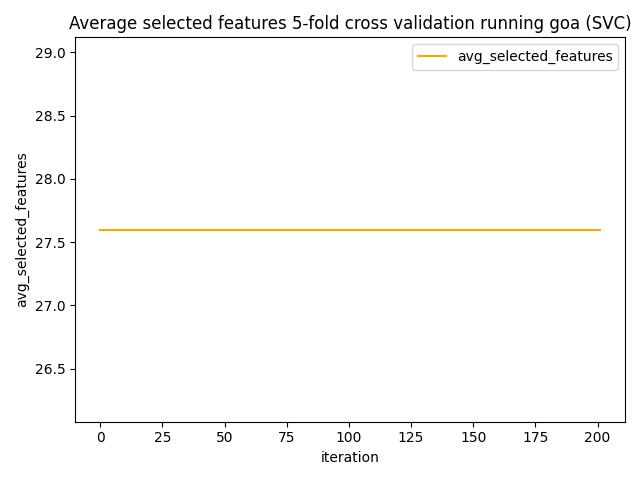 Average selected features 5-fold cross validation running goa (SVC)
avg_selected_features
29.0
28.5
28.0
27.5
27.0
26.5
avg_selected_features
0 25 50 75 100 125 150 175 200
iteration